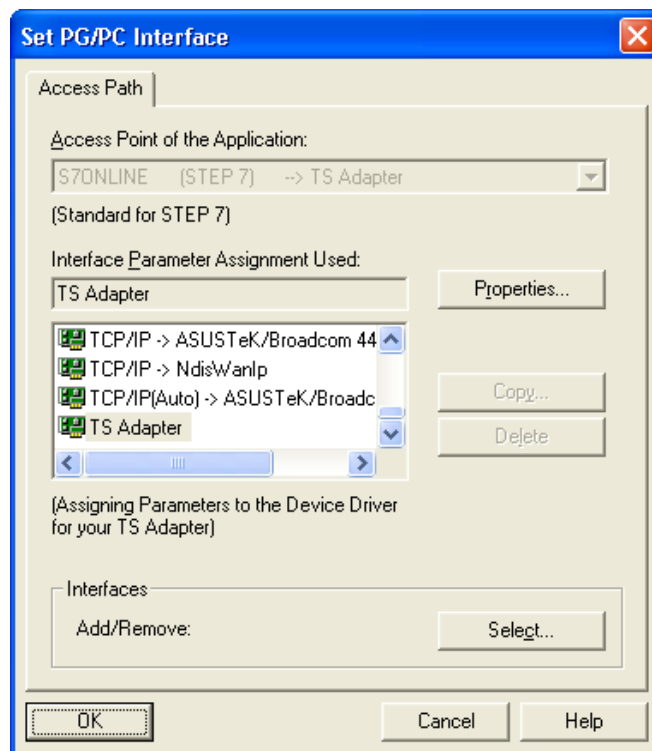 Set PG/PC Interface
Access Path
Access Point of the Application:
S7ONLINE (STEP 7) --> TS Adapter
(Standard for STEP 7)
Interface Parameter Assignment Used:
TS Adapter
Properties...
TCP/IP -> ASUSTeK/Broadcom 44
TCP/IP -> NdisWanIp
TCP/IP(Auto) -> ASUSTeK/Broadc
TS Adapter
Copy...
Delete
(Assigning Parameters to the Device Driver
for your TS Adapter)
Interfaces
Add/Remove:
Select...
OK
Cancel
Help